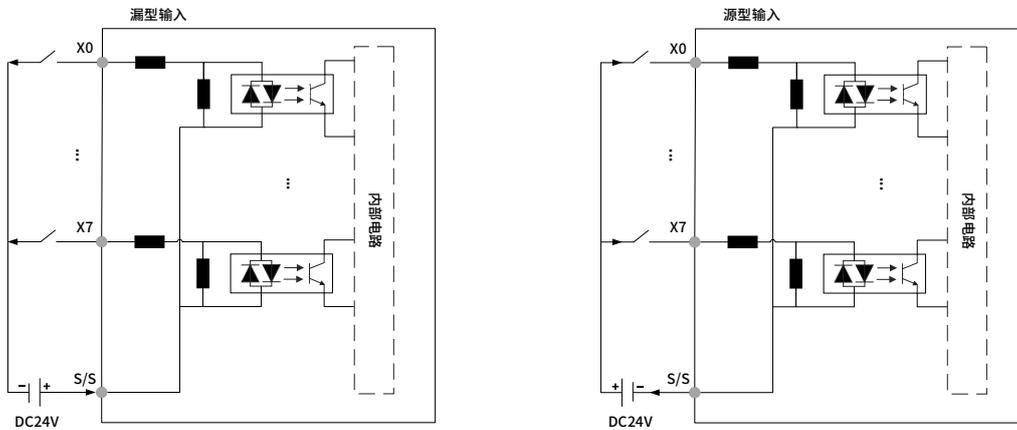 漏型输入
X0
⋮
⋮
X7
内部电路
S/S
− +
DC24V
源型输入
X0
⋮
⋮
X7
内部电路
S/S
+ −
DC24V